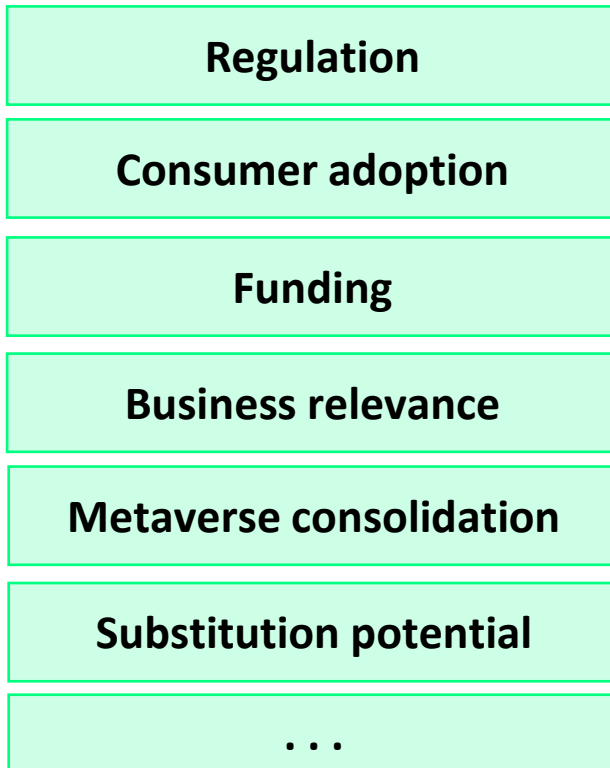 Regulation
Consumer adoption
Funding
Business relevance
Metaverse consolidation
Substitution potential
. . .